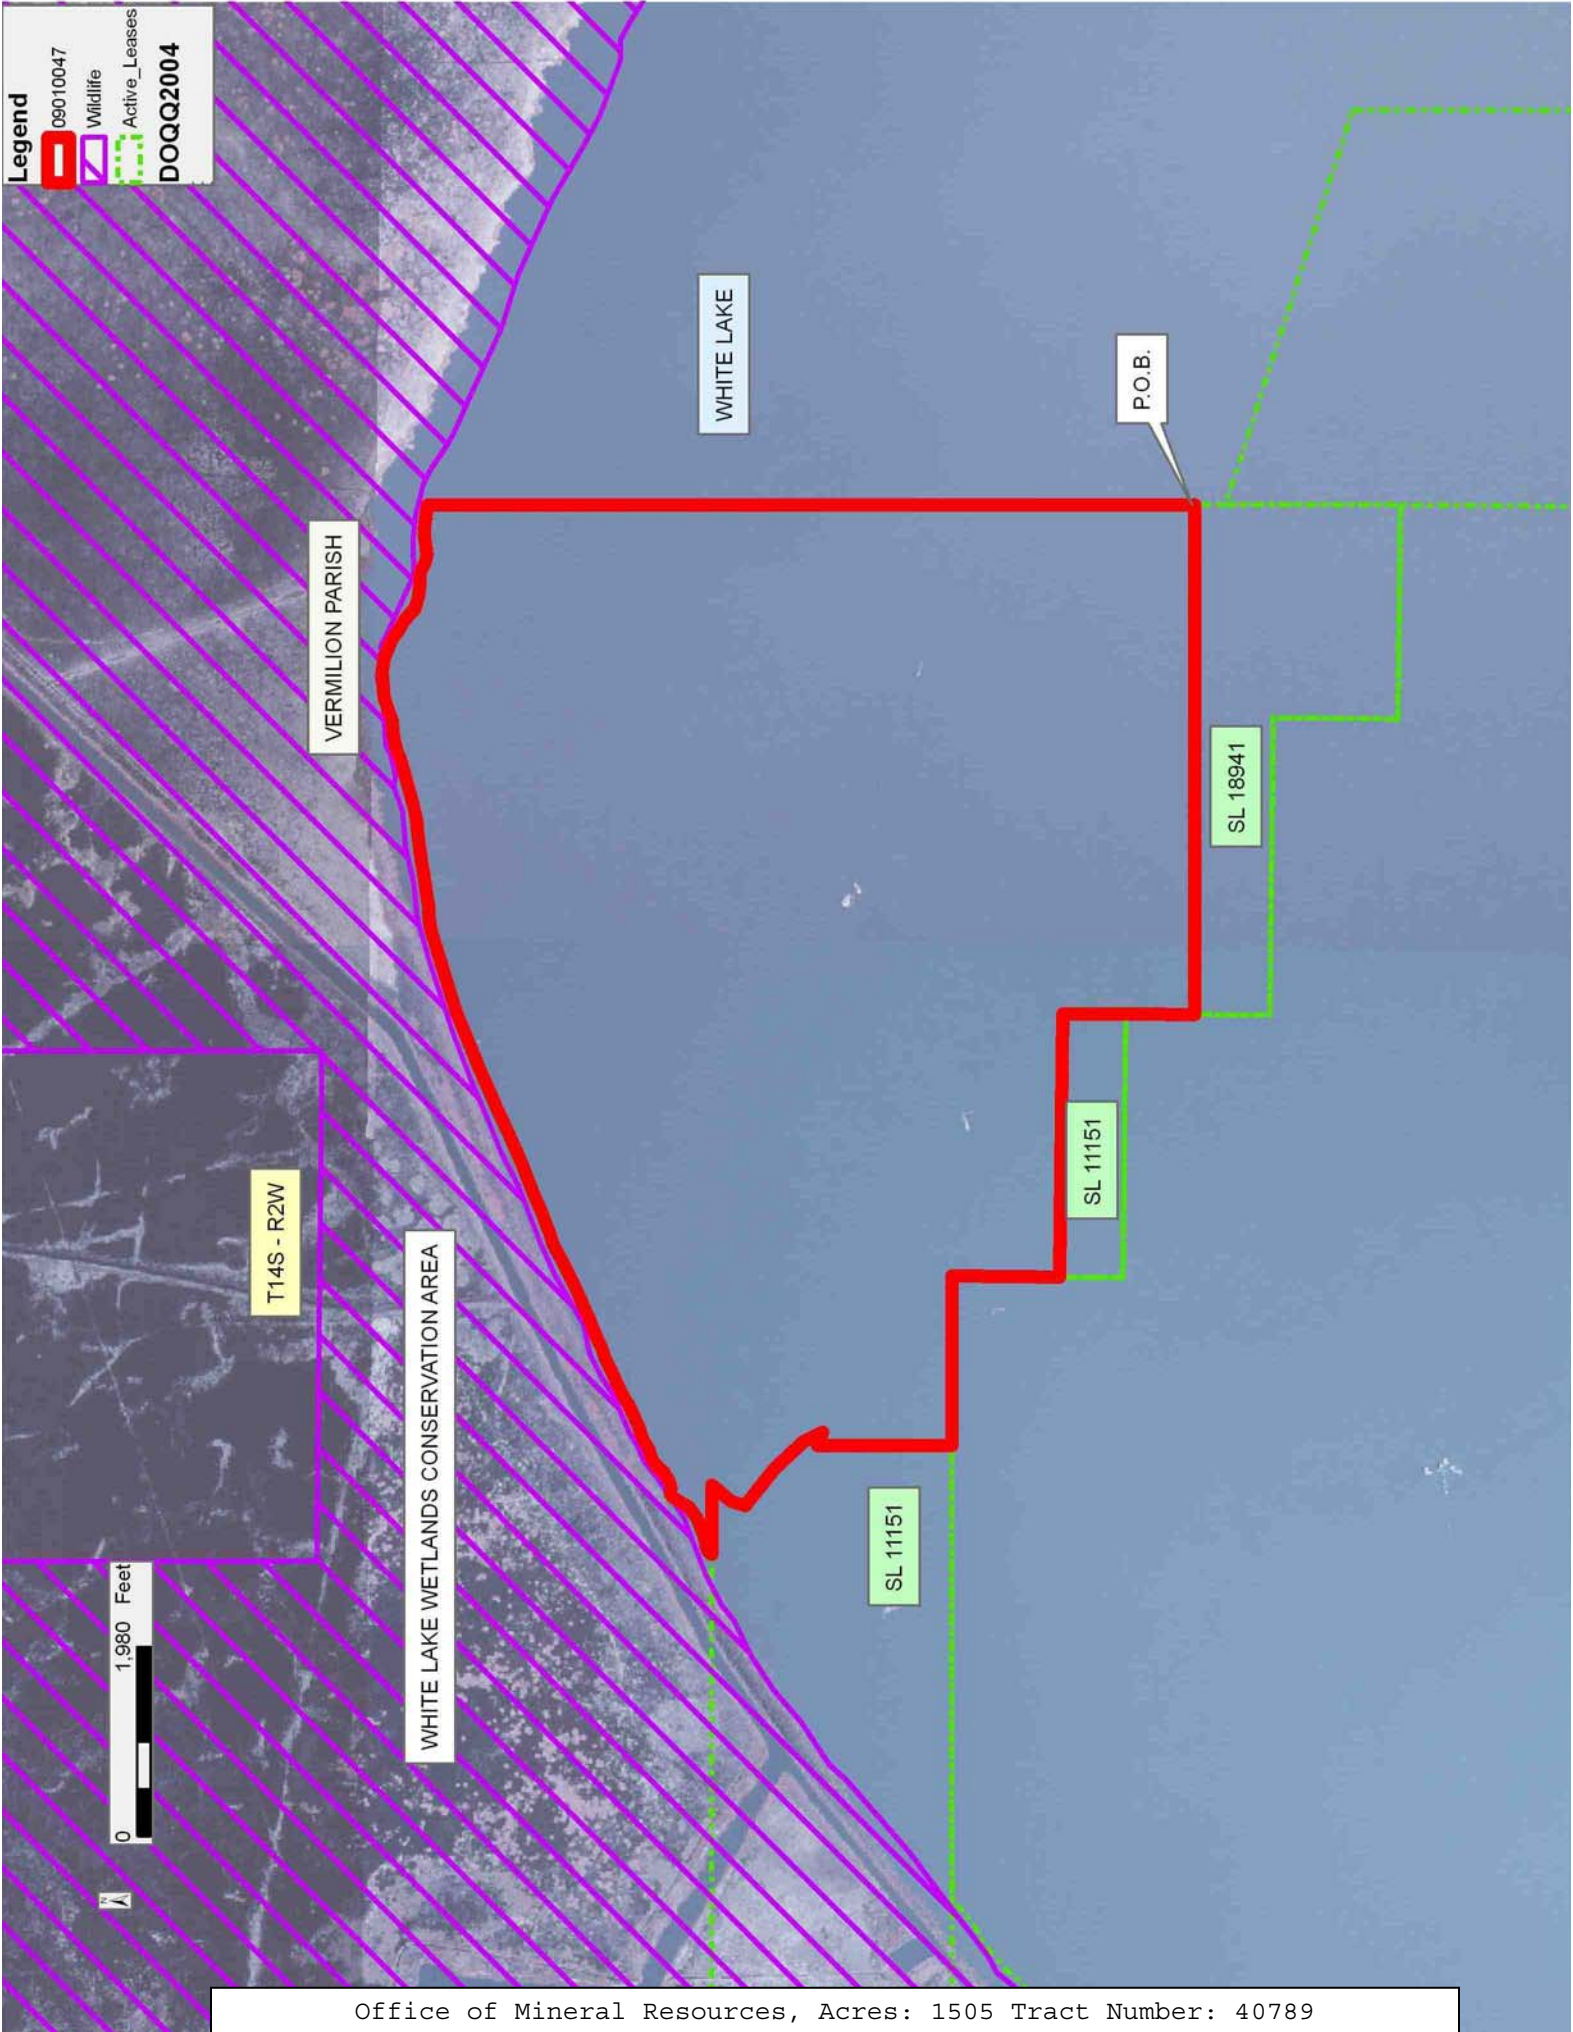 Legend
09010047
Wildlife
Active_Leases
DOQQ2004
VERMILION PARISH
WHITE LAKE
P.O.B.
T14S - R2W
WHITE LAKE WETLANDS CONSERVATION AREA
SL 18941
SL 11151
SL 11151
0 1,980 Feet
N
Office of Mineral Resources, Acres: 1505 Tract Number: 40789